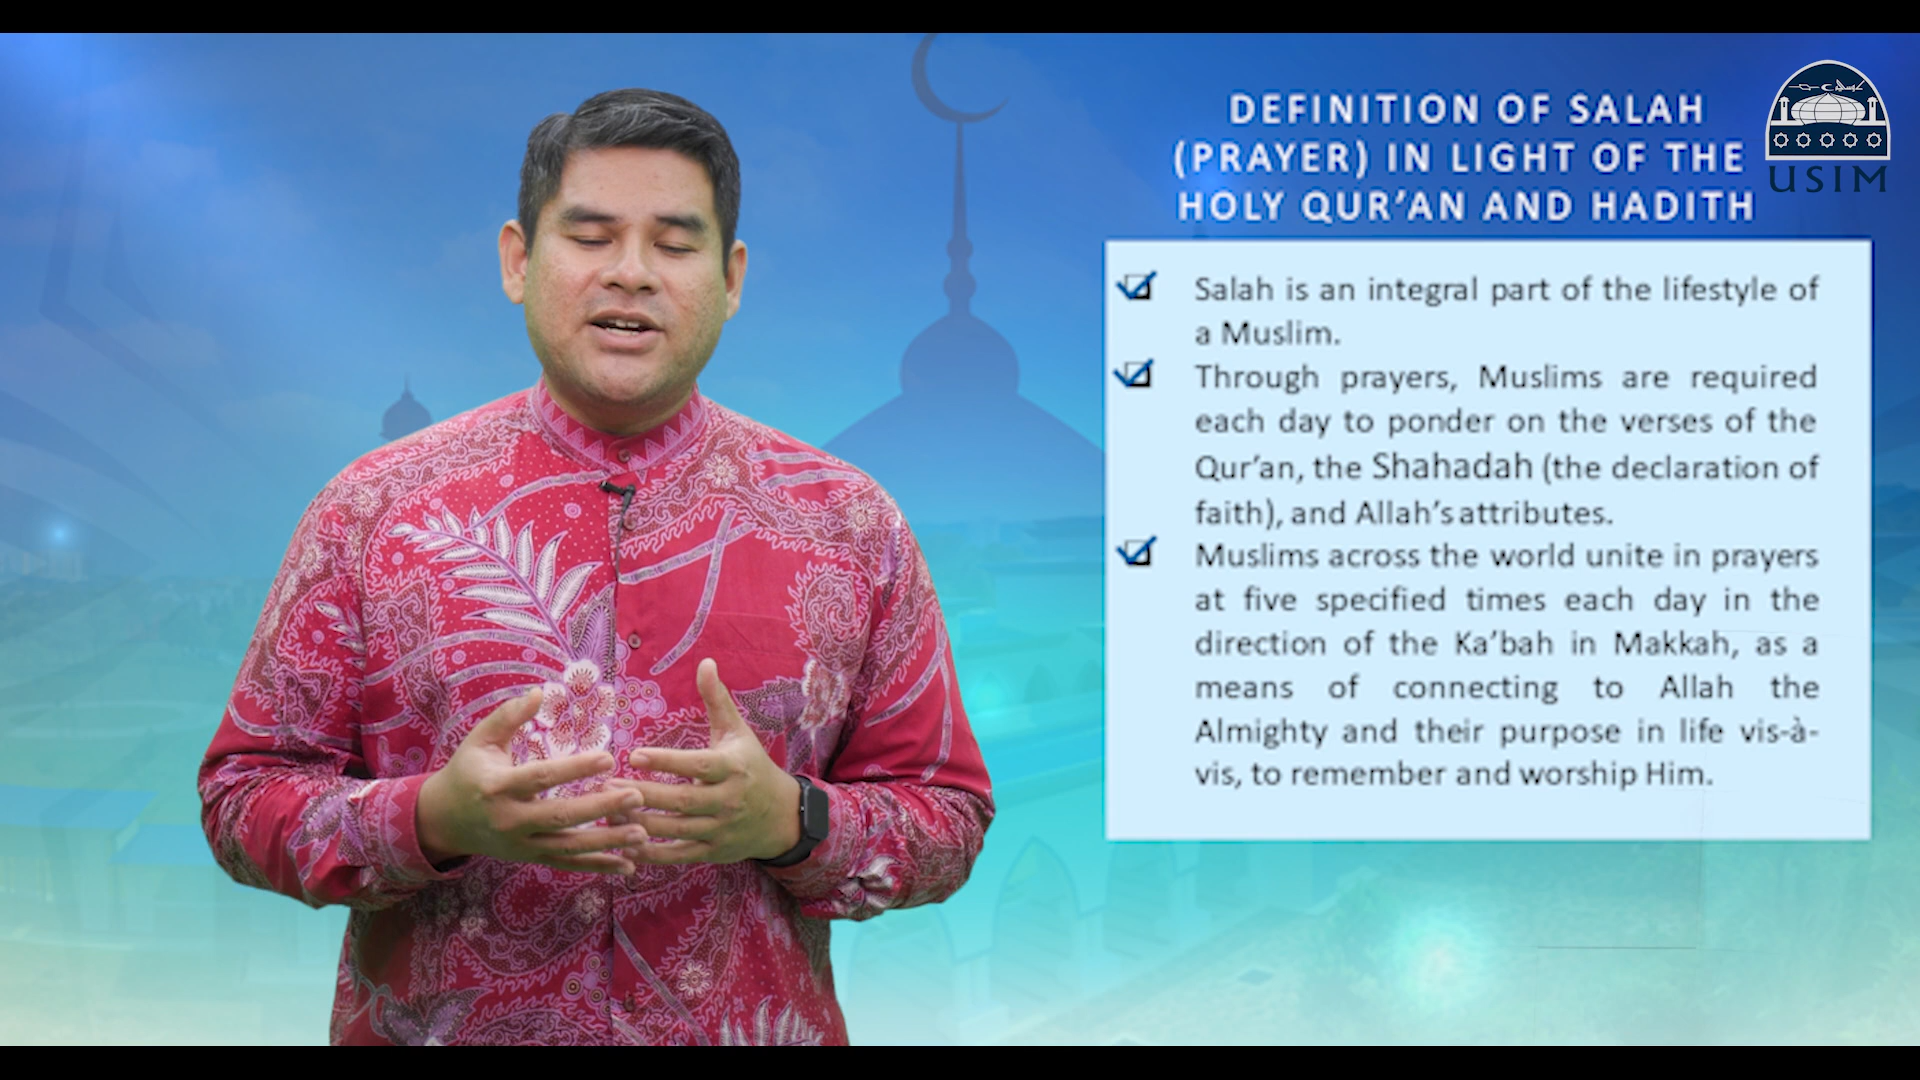 DEFINITION OF SALAH
(PRAYER) IN LIGHT OF THE
HOLY QUR’AN AND HADITH
USIM
Salah is an integral part of the lifestyle of
a Muslim.
Through prayers, Muslims are required
each day to ponder on the verses of the
Qur’an, the Shahadah (the declaration of
faith), and Allah’s attributes.
Muslims across the world unite in prayers
at five specified times each day in the
direction of the Ka’bah in Makkah, as a
means of connecting to Allah the
Almighty and their purpose in life vis-à-
vis, to remember and worship Him.